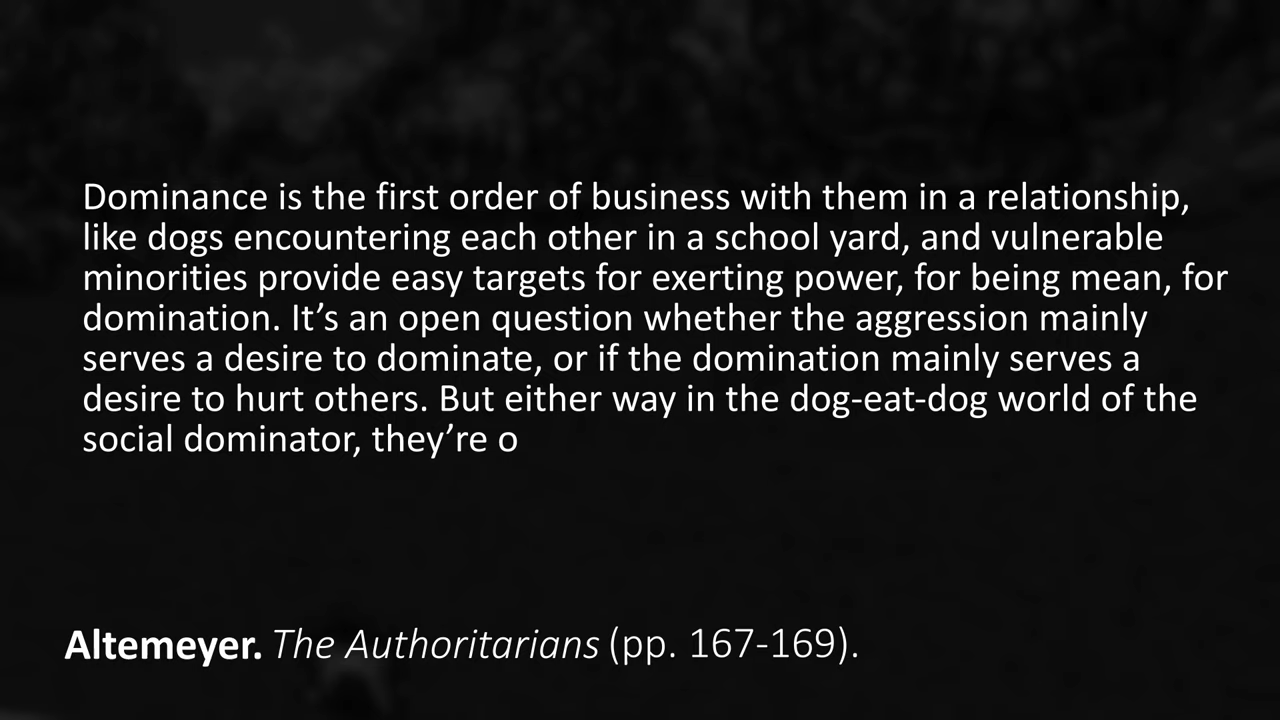 Dominance is the first order of business with them in a relationship,
like dogs encountering each other in a school yard, and vulnerable
minorities provide easy targets for exerting power, for being mean, for
domination. It’s an open question whether the aggression mainly
serves a desire to dominate, or if the domination mainly serves a
desire to hurt others. But either way in the dog-eat-dog world of the
social dominator, they’re o
Altemeyer. The Authoritarians (pp. 167-169).